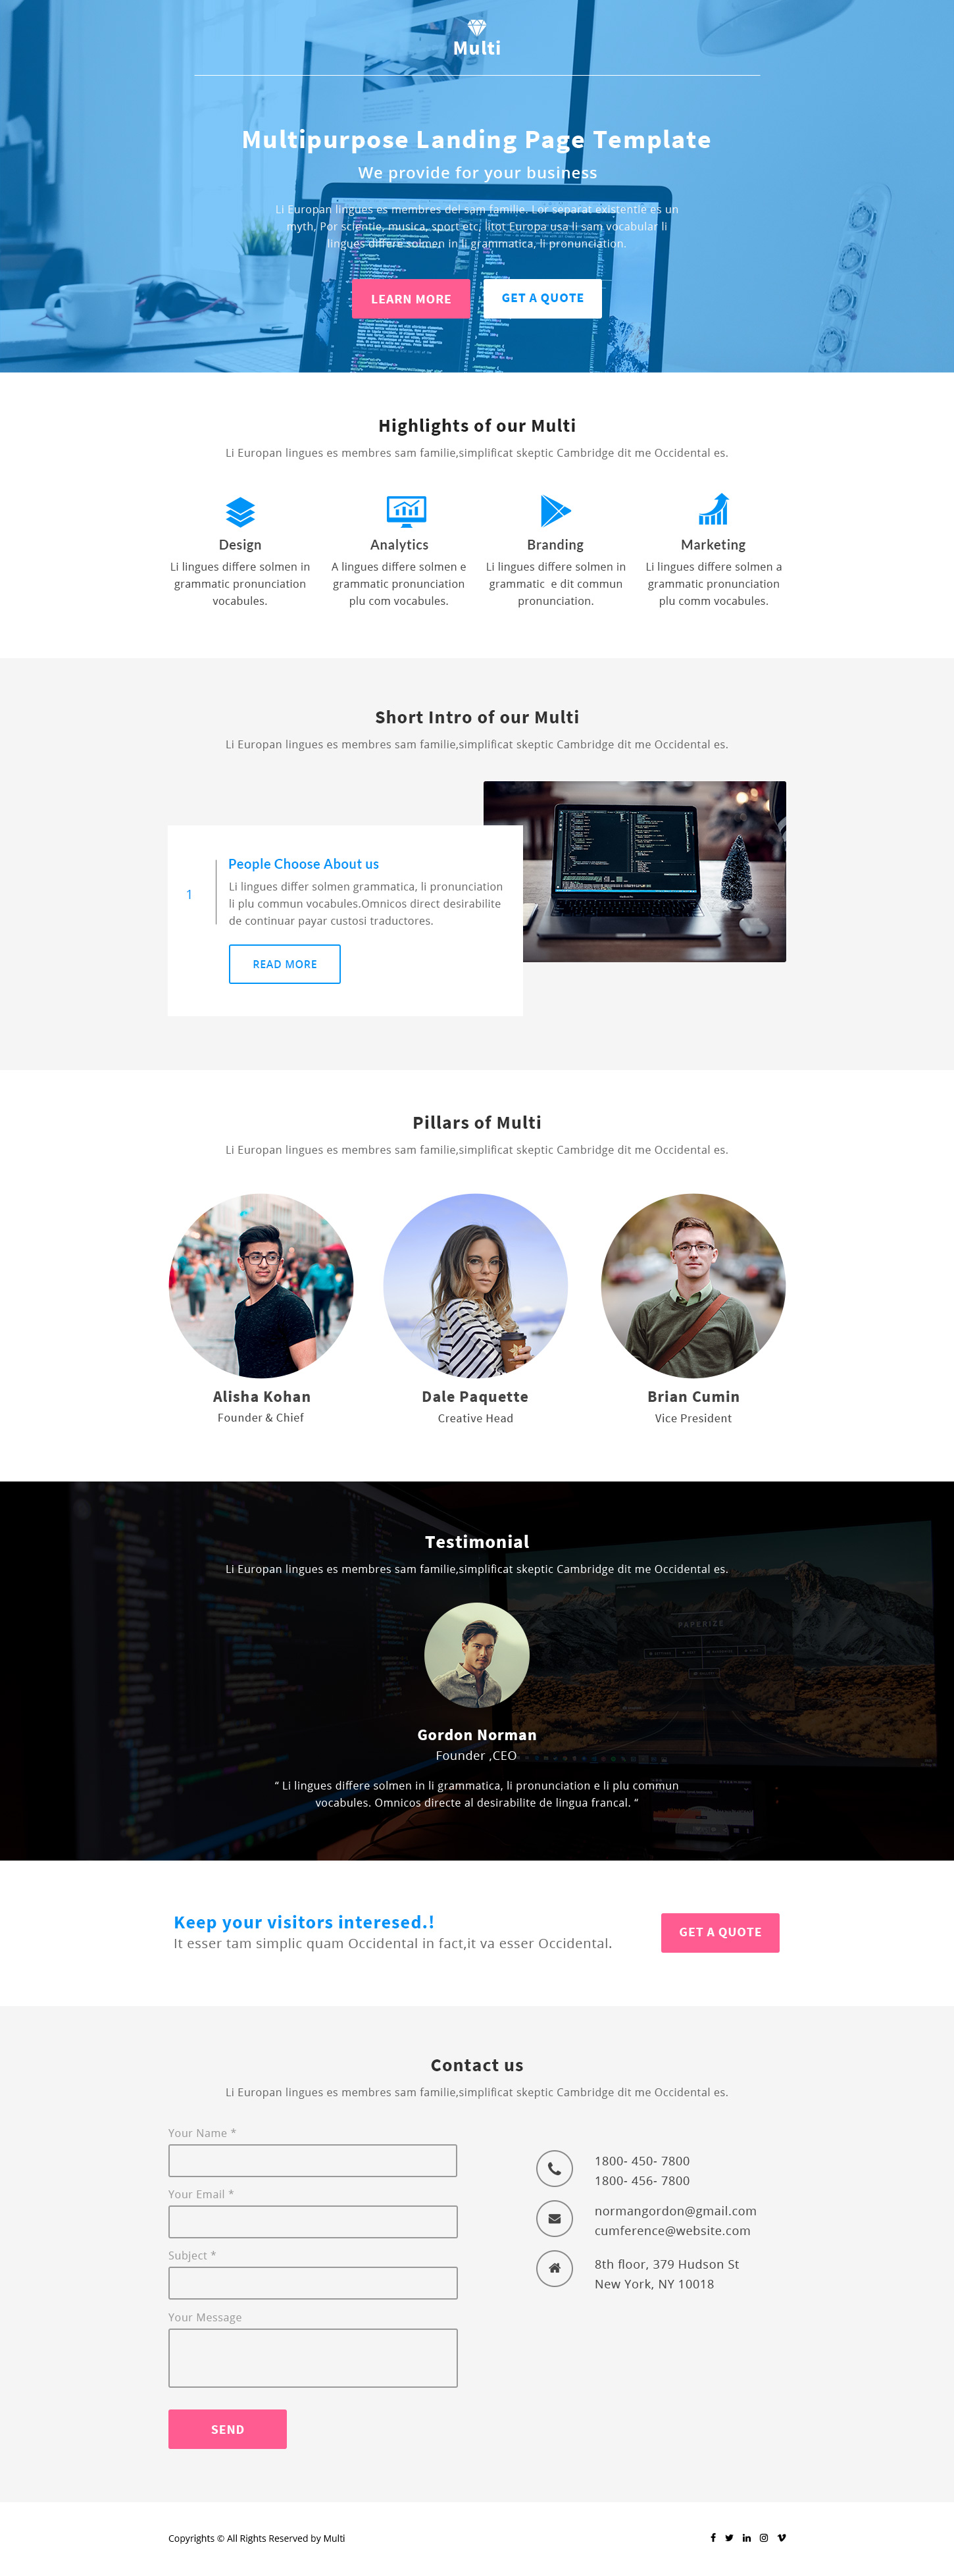 Multi
Multipurpose Landing Page Template
We provide for your business
Li Europan lingues es membres del sam familie. Lor separat existentie es un
myth, Por scientie, musica, sport etc, litot Europa usa li sam vocabular li
lingues differe solmen in li grammatica, li pronunciation.
LEARN MORE
GET A QUOTE
Highlights of our Multi
Li Europan lingues es membres sam familie,simplificat skeptic Cambridge dit me Occidental es.
Design
Li lingues differe solmen in
grammatic pronunciation
vocabules.
Analytics
A lingues differe solmen e
grammatic pronunciation
plu com vocabules.
Branding
Li lingues differe solmen in
grammatic e dit commun
pronunciation.
Marketing
Li lingues differe solmen a
grammatic pronunciation
plu comm vocabules.
Short Intro of our Multi
Li Europan lingues es membres sam familie,simplificat skeptic Cambridge dit me Occidental es.
1
People Choose About us
Li lingues differ solmen grammatica, li pronunciation
li plu commun vocabules.Omnicos direct desirabilite
de continuar payar custosi traductores.
READ MORE
Pillars of Multi
Li Europan lingues es membres sam familie,simplificat skeptic Cambridge dit me Occidental es.
Alisha Kohan
Founder & Chief
Dale Paquette
Creative Head
Brian Cumin
Vice President
Testimonial
Li Europan lingues es membres sam familie,simplificat skeptic Cambridge dit me Occidental es.
PAPERIZE
Gordon Norman
Founder ,CEO
“ Li lingues differe solmen in li grammatica, li pronunciation e li plu commun
vocabules. Omnicos directe al desirabilite de lingua francal. “
Keep your visitors interesed.!
It esser tam simplic quam Occidental in fact,it va esser Occidental.
GET A QUOTE
Contact us
Li Europan lingues es membres sam familie,simplificat skeptic Cambridge dit me Occidental es.
Your Name *
Your Email *
Subject *
Your Message
SEND
1800- 450- 7800
1800- 456- 7800
normangordon@gmail.com
cumference@website.com
8th floor, 379 Hudson St
New York, NY 10018
Copyrights © All Rights Reserved by Multi